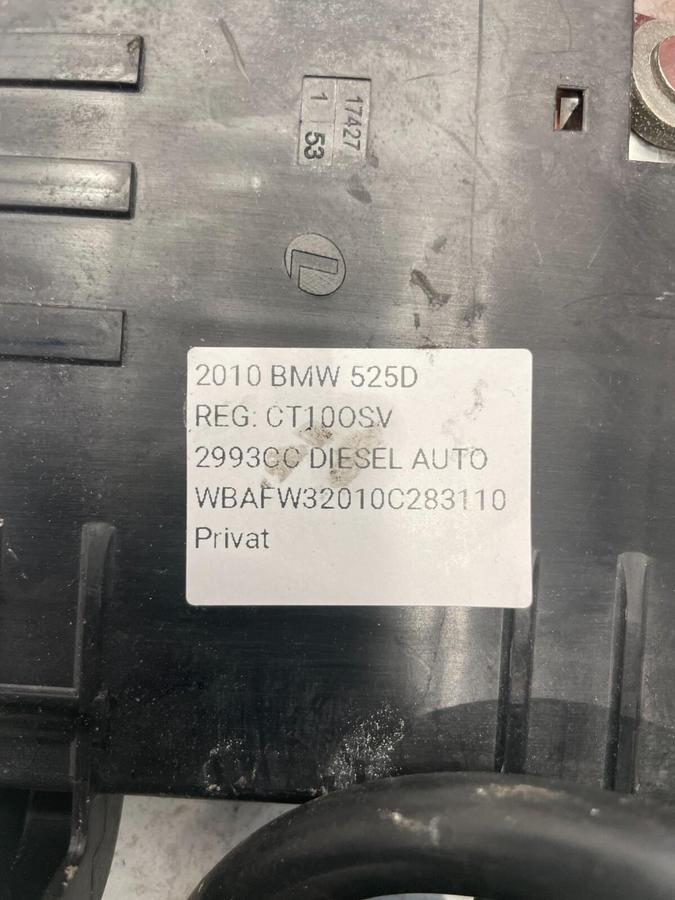 17427
1 53
L
2010 BMW 525D
REG: CT10OSV
2993CC DIESEL AUTO
WBAFW32010C283110
Privat